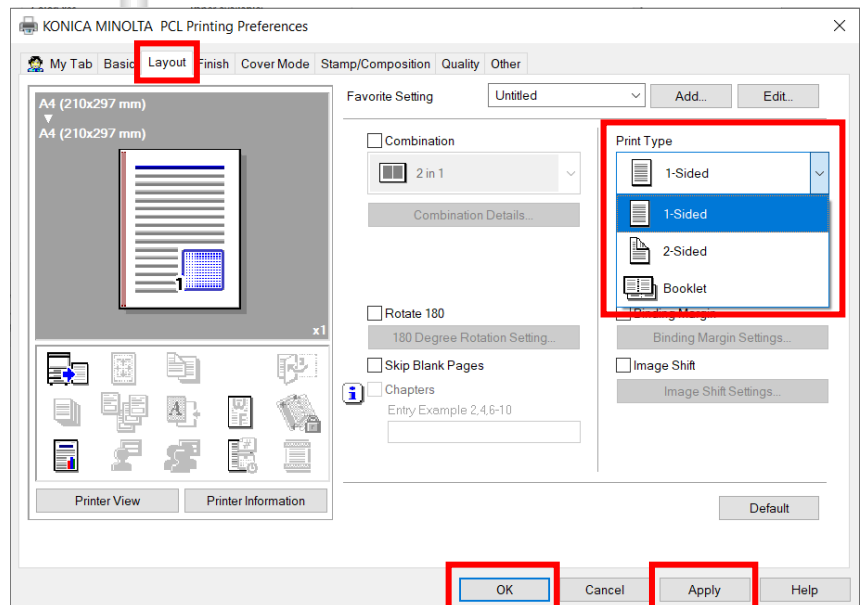 KONICA MINOLTA PCL Printing Preferences
My Tab Basic Layout Finish Cover Mode Stamp/Composition Quality Other
A4 (210x297 mm)
A4 (210x297 mm)
1
x1
Printer View Printer Information
Favorite Setting Untitled Add... Edit...
Combination
2 in 1
Combination Details...
Rotate 180
180 Degree Rotation Setting...
Skip Blank Pages
Chapters
Entry Example 2,4,6-10
Print Type
1-Sided
1-Sided
2-Sided
Booklet
Binding Margin
Binding Margin Settings...
Image Shift
Image Shift Settings...
Default
OK Cancel Apply Help